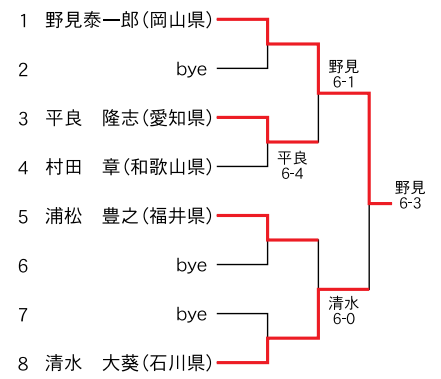 1 野見泰一郎(岡山県)
2 bye
3 平良 隆志(愛知県)
4 村田 章(和歌山県)
5 浦松 豊之(福井県)
6 bye
7 bye
8 清水 大葵(石川県)
野見
6-1
平良
6-4
清水
6-0
野見
6-3